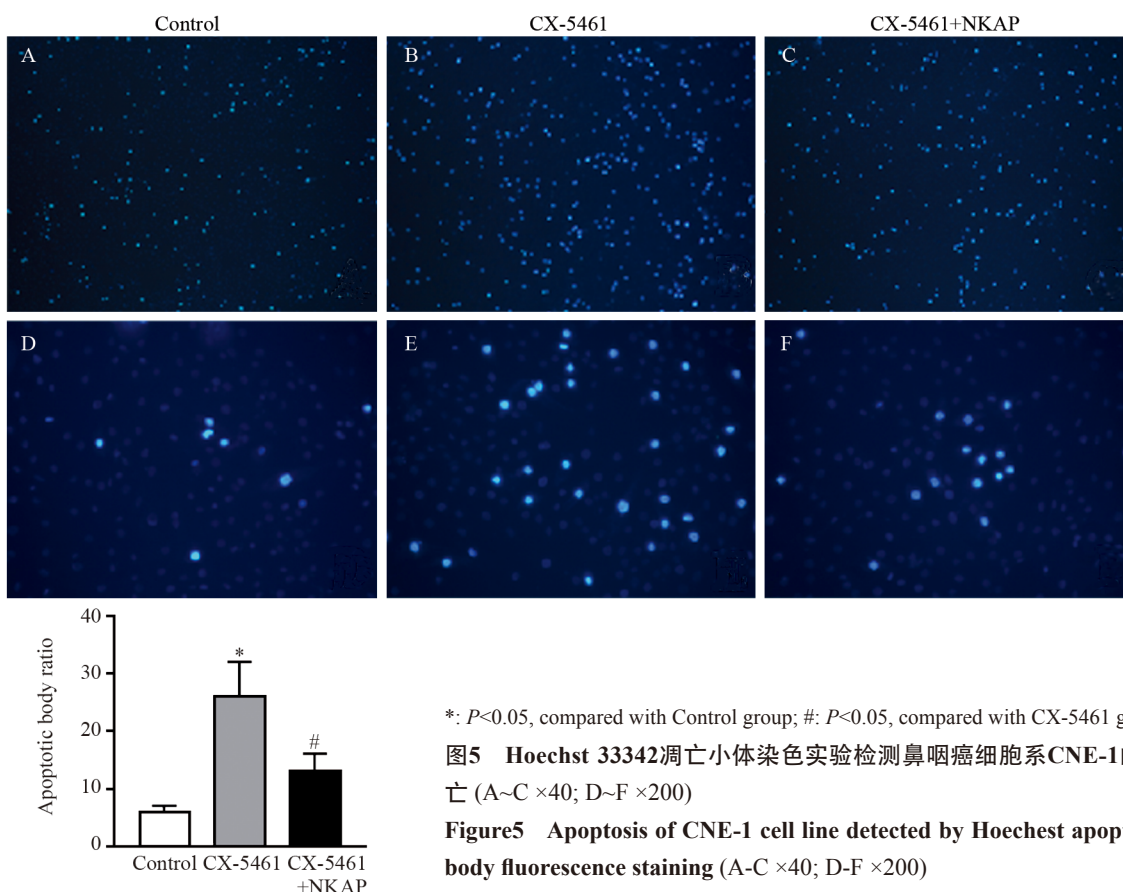 Control CX-5461 CX-5461+NKAP
A B C
D E F
40
30
20
10
0
Apoptotic body ratio
*
#
Control CX-5461 CX-5461
+NKAP
*: P<0.05, compared with Control group; #: P<0.05, compared with CX-5461 g
图5 Hoechst 33342凋亡小体染色实验检测鼻咽癌细胞系CNE-1
亡 (A~C ×40; D~F ×200)
Figure5 Apoptosis of CNE-1 cell line detected by Hoechest apop
body fluorescence staining (A-C ×40; D-F ×200)